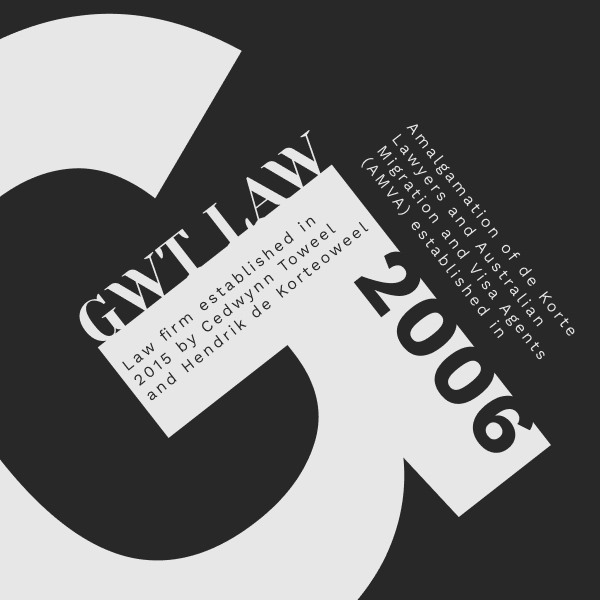 GWT LAW
Law firm established in
2015 by Cedwynn Toweel
and Hendrik de Korteoweel
Amalgamation of de Korte
Lawyers and Australian
Migration and Visa Agents
(AMVA) established in
2006